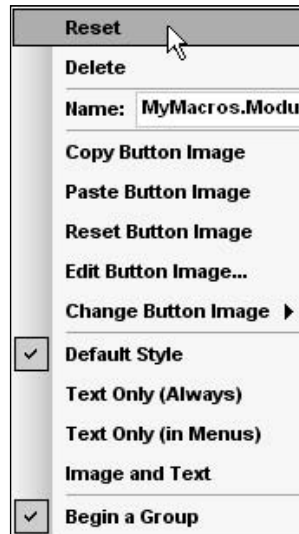 Reset
Delete
Name: MyMacros.Modu
Copy Button Image
Paste Button Image
Reset Button Image
Edit Button Image...
Change Button Image
Default Style
Text Only (Always)
Text Only (in Menus)
Image and Text
Begin a Group